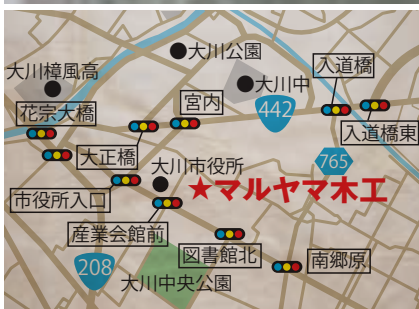 大川公園
入道橋
大川樟風高
大川中
花宗大橋
宮内
442
入道橋東
大正橋
大川市役所
765
市役所入口
★マルヤマ木工
産業会館前
図書館北
南郷原
208
大川中央公園